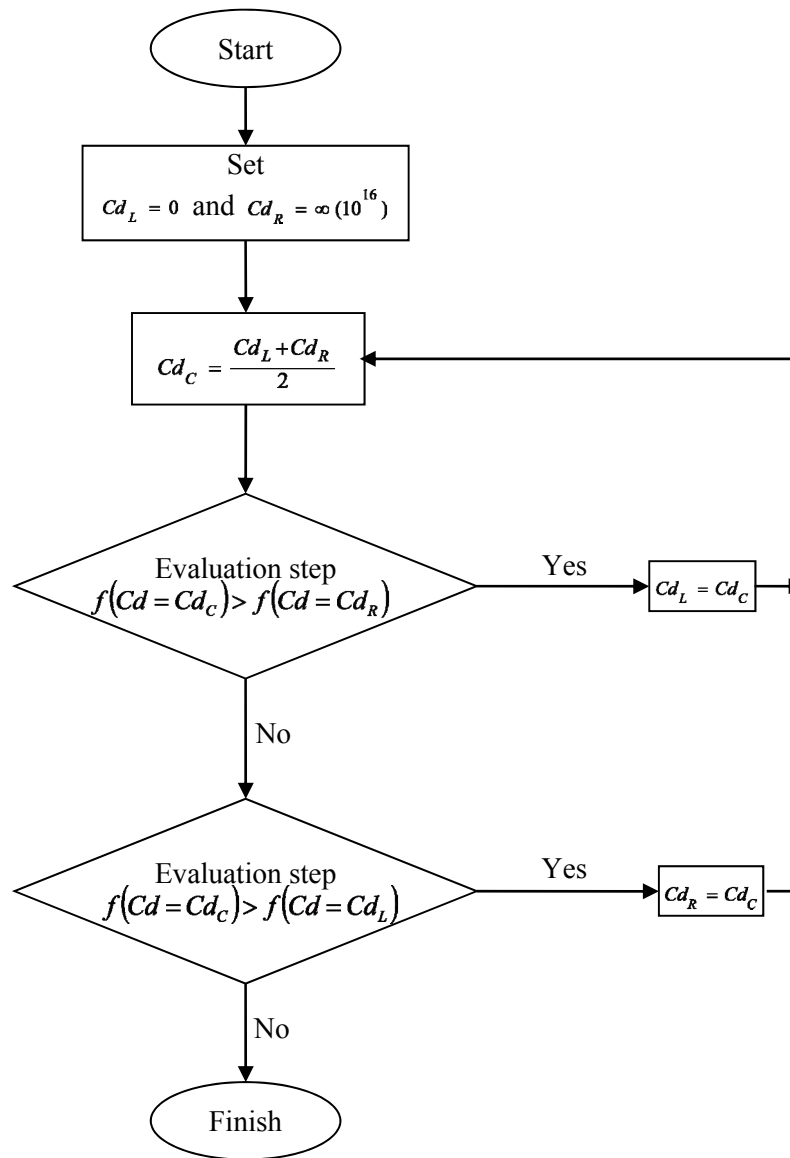 Start
Set
Cd_L = 0 and Cd_R = ∞ (10^16)
Cd_C = (Cd_L + Cd_R) / 2
Evaluation step
f(Cd = Cd_C) > f(Cd = Cd_R)
Yes
Cd_L = Cd_C
No
Evaluation step
f(Cd = Cd_C) > f(Cd = Cd_L)
Yes
Cd_R = Cd_C
No
Finish